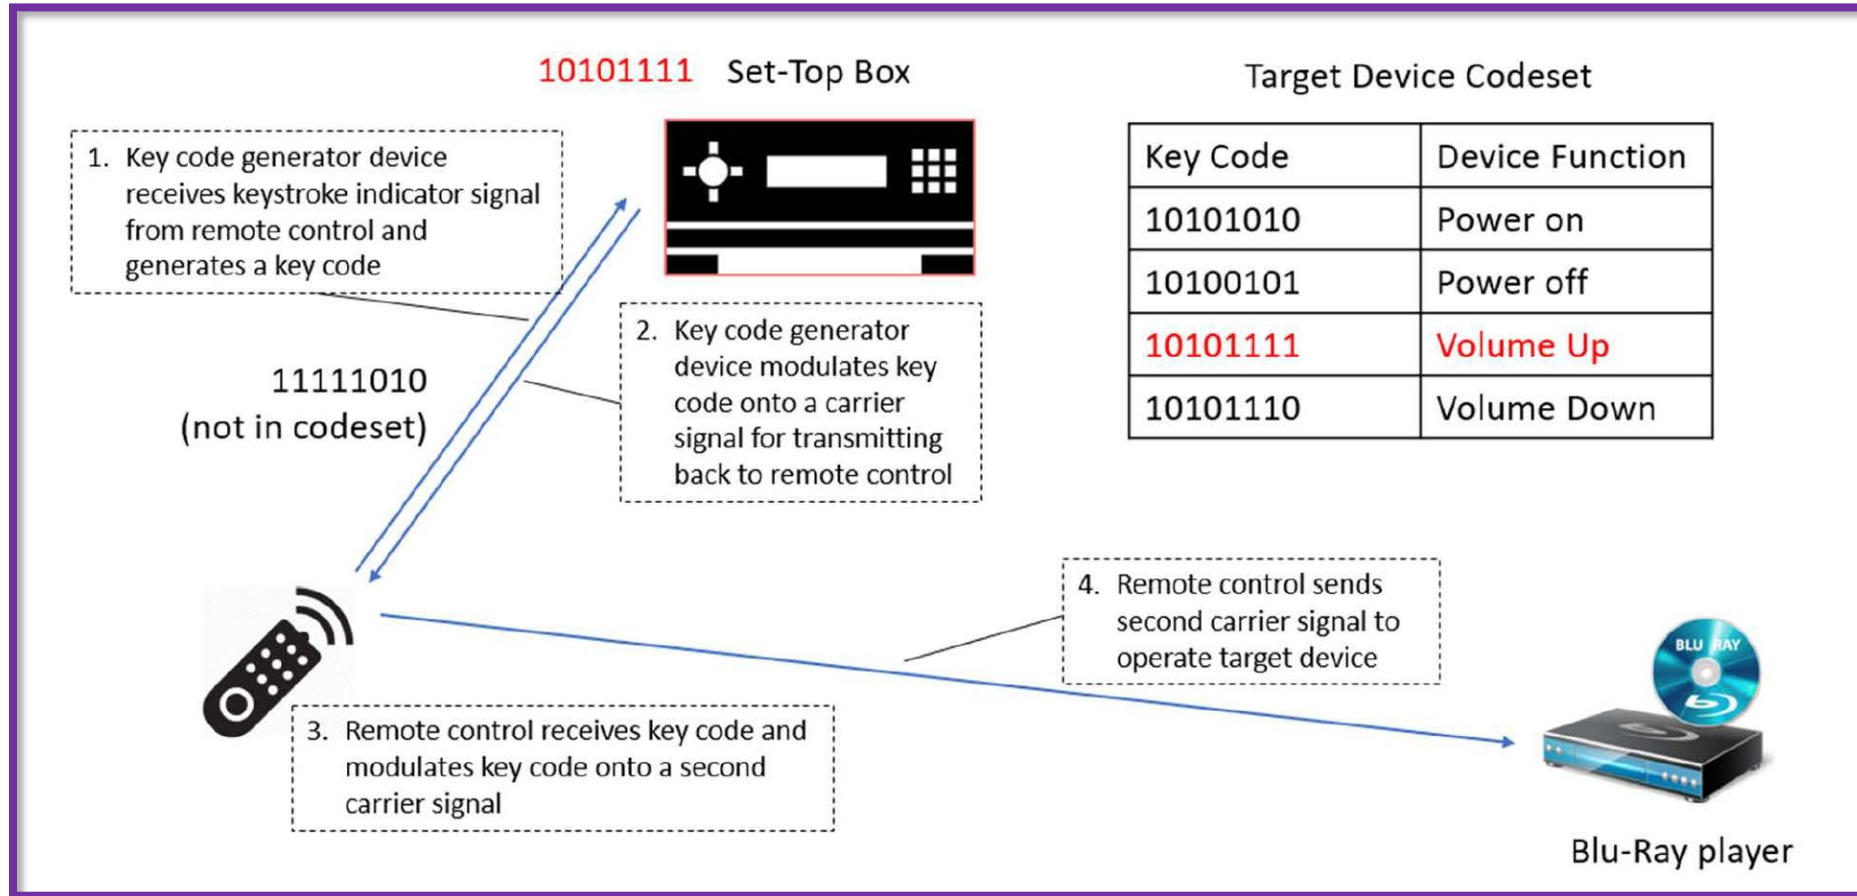 10101111 Set-Top Box
1. Key code generator device
receives keystroke indicator signal
from remote control and
generates a key code
2. Key code generator
device modulates key
code onto a carrier
signal for transmitting
back to remote control
11111010
(not in codeset)
Target Device Codeset
Key Code Device Function
10101010 Power on
10100101 Power off
10101111 Volume Up
10101110 Volume Down
3. Remote control receives key code and
modulates key code onto a second
carrier signal
4. Remote control sends
second carrier signal to
operate target device
BLU RAY
Blu-Ray player